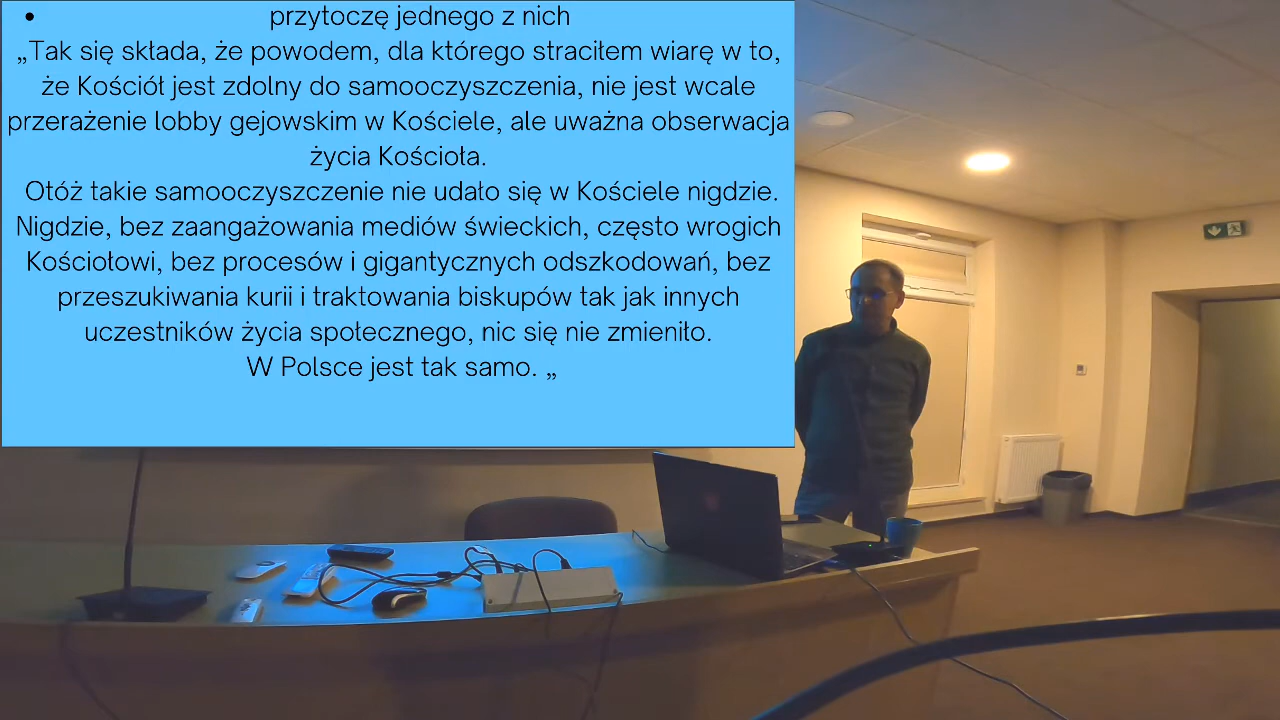 • przytoczę jednego z nich
„Tak się składa, że powodem, dla którego straciłem wiarę w to,
że Kościół jest zdolny do samooczyszczenia, nie jest wcale
przerażenie lobby gejowskim w Kościele, ale uważna obserwacja
życia Kościoła.
Otóż takie samooczyszczenie nie udało się w Kościele nigdzie.
Nigdzie, bez zaangażowania mediów świeckich, często wrogich
Kościołowi, bez procesów i gigantycznych odszkodowań, bez
przeszukiwania kurii i traktowania biskupów tak jak innych
uczestników życia społecznego, nic się nie zmieniło.
W Polsce jest tak samo. „